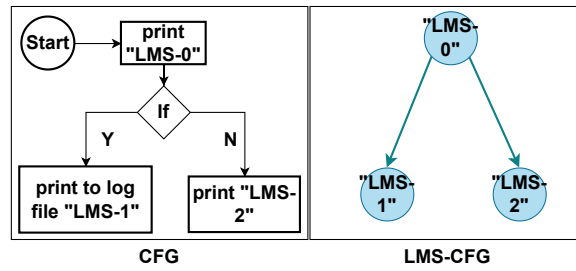 Start
print
"LMS-0"
If
Y
N
print to log
file "LMS-1"
print "LMS-
2"
CFG
"LMS-
0"
"LMS-
1"
"LMS-
2"
LMS-CFG